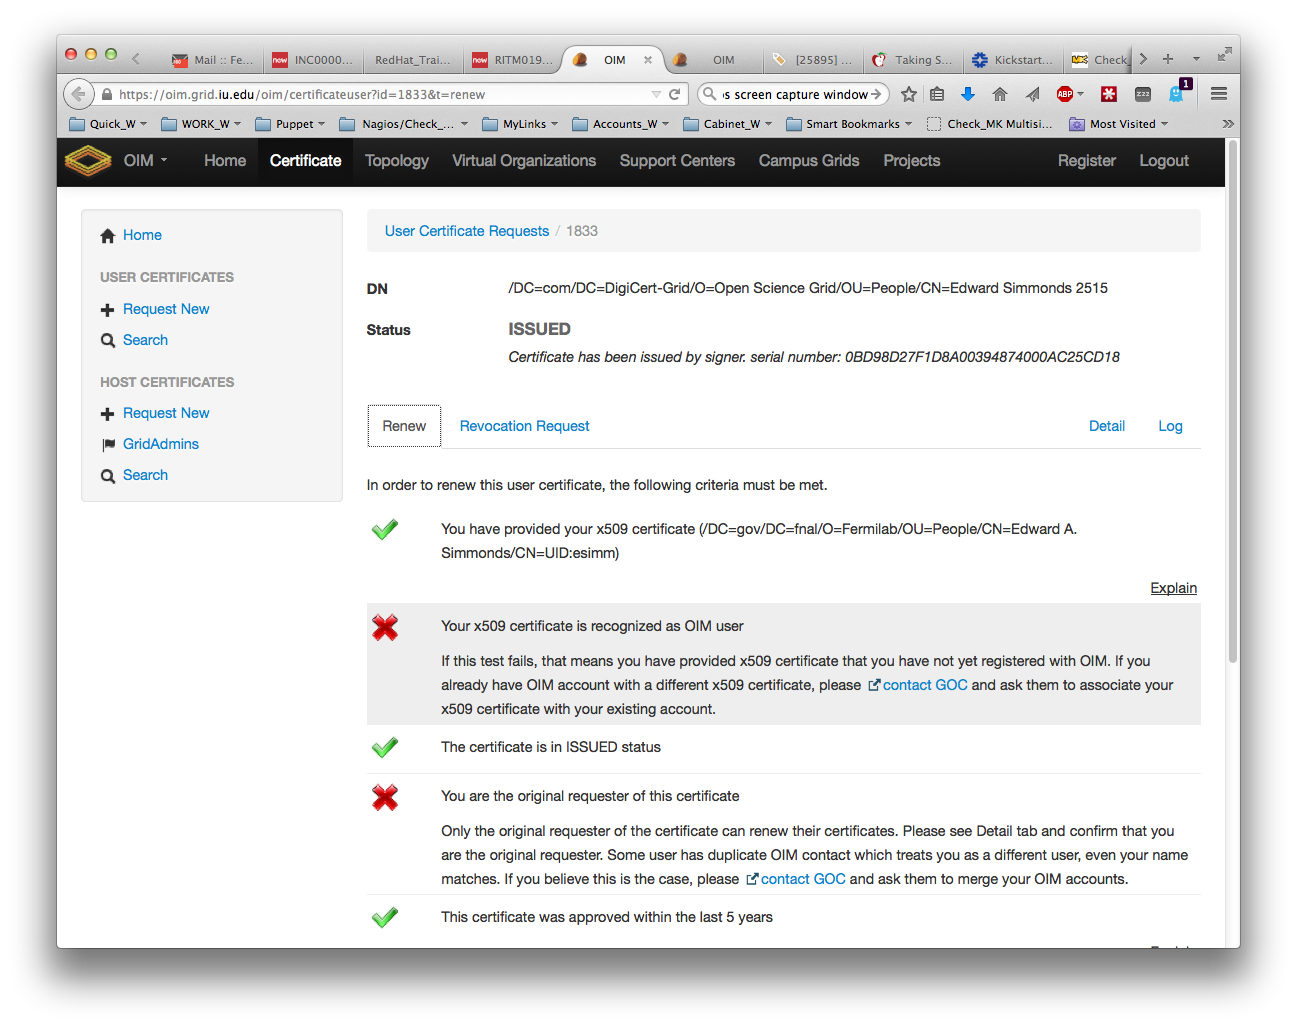 Mail :: Fe...
INC0000...
RedHat_Trai...
RITM019...
OIM
OIM
[25895] ...
Taking S...
Kickstart...
Check_
https://oim.grid.iu.edu/oim/certificateuser?id=1833&t=renew
screen capture window
ABP
zzz
1
Quick_W
WORK_W
Puppet
Nagios/Check_...
MyLinks
Accounts_W
Cabinet_W
Smart Bookmarks
Check_MK Multisi...
Most Visited
OIM
Home
Certificate
Topology
Virtual Organizations
Support Centers
Campus Grids
Projects
Register
Logout
Home
USER CERTIFICATES
Request New
Search
HOST CERTIFICATES
Request New
GridAdmins
Search
User Certificate Requests / 1833
DN
/DC=com/DC=DigiCert-Grid/O=Open Science Grid/OU=People/CN=Edward Simmonds 2515
Status
ISSUED
Certificate has been issued by signer. serial number: 0BD98D27F1D8A00394874000AC25CD18
Renew
Revocation Request
Detail
Log
In order to renew this user certificate, the following criteria must be met.
You have provided your x509 certificate (/DC=gov/DC=fnal/O=Fermilab/OU=People/CN=Edward A.
Simmonds/CN=UID:esimm)
Explain
Your x509 certificate is recognized as OIM user
If this test fails, that means you have provided x509 certificate that you have not yet registered with OIM. If you
already have OIM account with a different x509 certificate, please contact GOC and ask them to associate your
x509 certificate with your existing account.
The certificate is in ISSUED status
You are the original requester of this certificate
Only the original requester of the certificate can renew their certificates. Please see Detail tab and confirm that you
are the original requester. Some user has duplicate OIM contact which treats you as a different user, even your name
matches. If you believe this is the case, please contact GOC and ask them to merge your OIM accounts.
This certificate was approved within the last 5 years